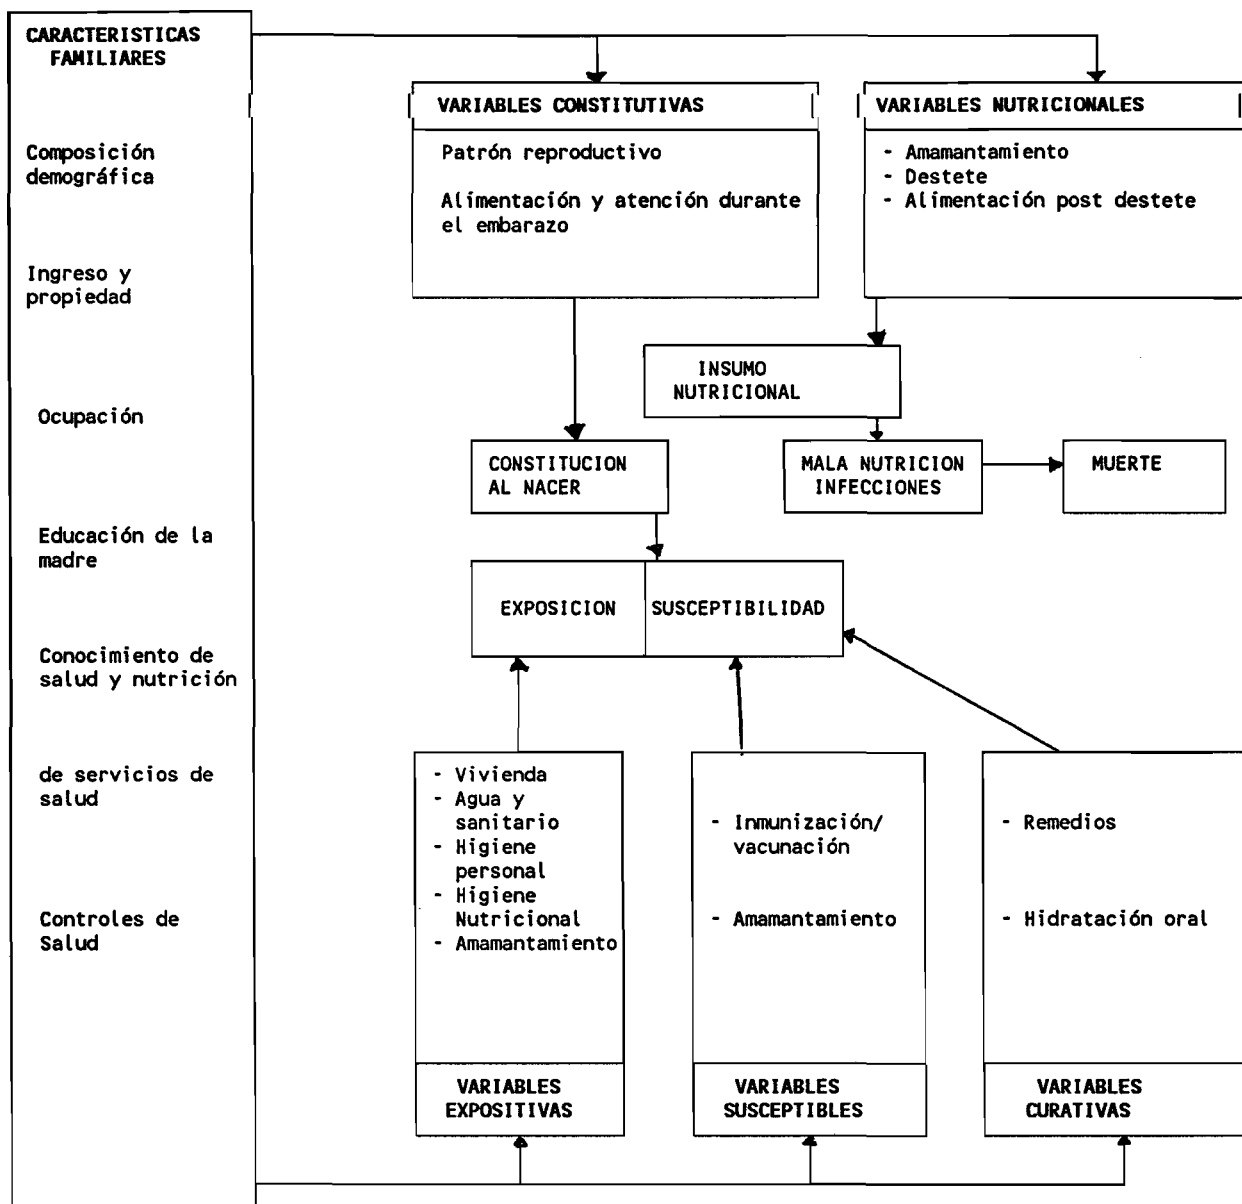 CARACTERISTICAS
FAMILIARES
Composición
demográfica
Ingreso y
propiedad
Ocupación
Educación de la
madre
Conocimiento de
salud y nutrición
de servicios de
salud
Controles de
Salud
VARIABLES CONSTITUTIVAS
Patrón reproductivo
Alimentación y atención durante
el embarazo
VARIABLES NUTRICIONALES
- Amamantamiento
- Destete
- Alimentación post destete
INSUMO
NUTRICIONAL
CONSTITUCION
AL NACER
MALA NUTRICION
INFECCIONES
MUERTE
EXPOSICION
SUSCEPTIBILIDAD
- Vivienda
- Agua y
sanitario
- Higiene
personal
- Higiene
Nutricional
- Amamantamiento
VARIABLES
EXPOSITIVAS
- Inmunización/
vacunación
- Amamantamiento
VARIABLES
SUSCEPTIBLES
- Remedios
- Hidratación oral
VARIABLES
CURATIVAS